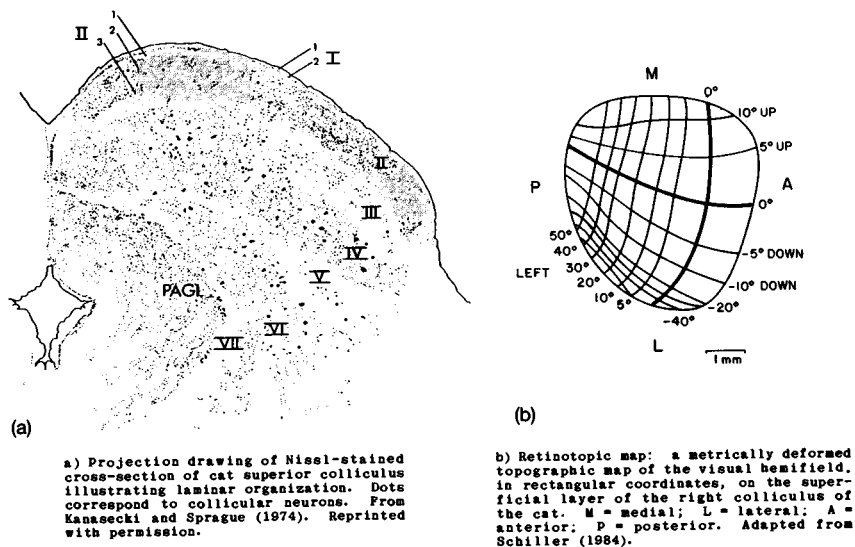 1
II 2
3
1
2 I
II
III
IV
V
PAGL
VI
VII
(a)
M
0°
10° UP
5° UP
P
A
0°
50°
40°
LEFT 30°
20°
10° 5°
-5° DOWN
-10° DOWN
-20°
-40°
L
1 mm
(b)
a) Projection drawing of Nissl-stained
cross-section of cat superior colliculus
illustrating laminar organization. Dots
correspond to collicular neurons. From
Kanasecki and Sprague (1974). Reprinted
with permission.
b) Retinotopic map: a metrically deformed
topographic map of the visual hemifield,
in rectangular coordinates, on the super-
ficial layer of the right colliculus of
the cat. M = medial; L = lateral; A =
anterior; P = posterior. Adapted from
Schiller (1984).